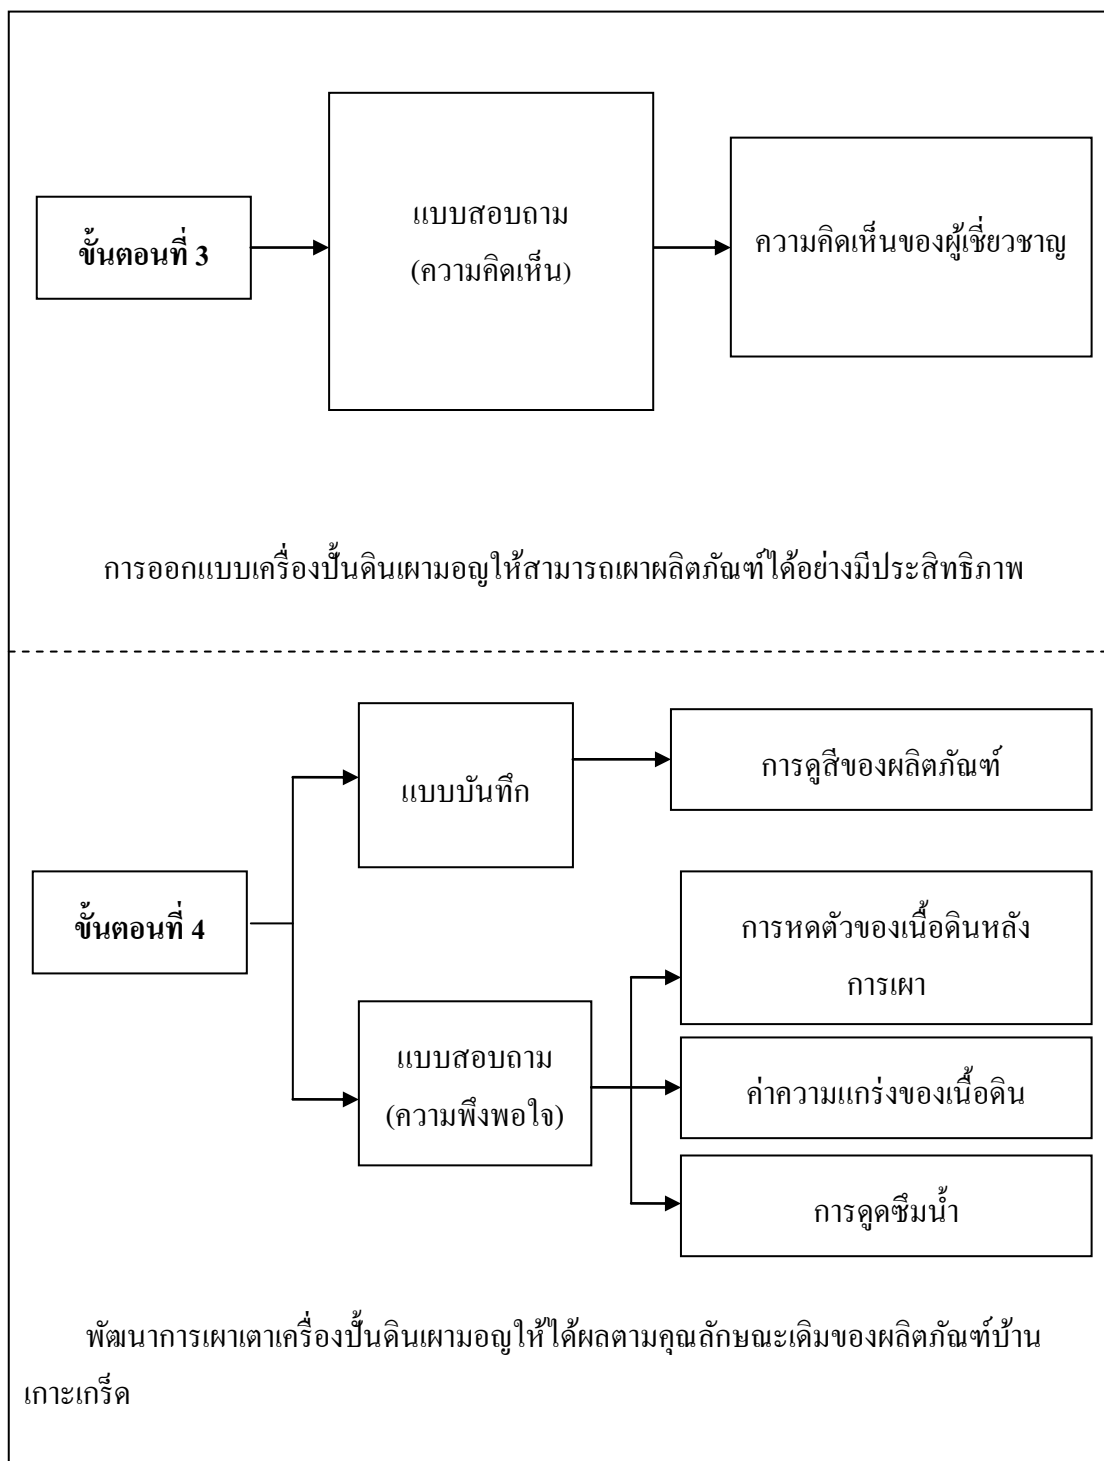 ขั้นตอนที่ 3
แบบสอบถาม
(ความคิดเห็น)
ความคิดเห็นของผู้เชี่ยวชาญ
การออกแบบเครื่องปั้นดินเผามอญให้สามารถเผาผลิตภัณฑ์ได้อย่างมีประสิทธิภาพ
ขั้นตอนที่ 4
แบบบันทึก
การดูสีของผลิตภัณฑ์
แบบสอบถาม
(ความพึงพอใจ)
การหดตัวของเนื้อดินหลัง
การเผา
ค่าความแกร่งของเนื้อดิน
การดูดซึมน้ำ
พัฒนาการเผาเตาเครื่องปั้นดินเผามอญให้ได้ผลตามคุณลักษณะเดิมของผลิตภัณฑ์บ้าน
เกาะเกร็ด